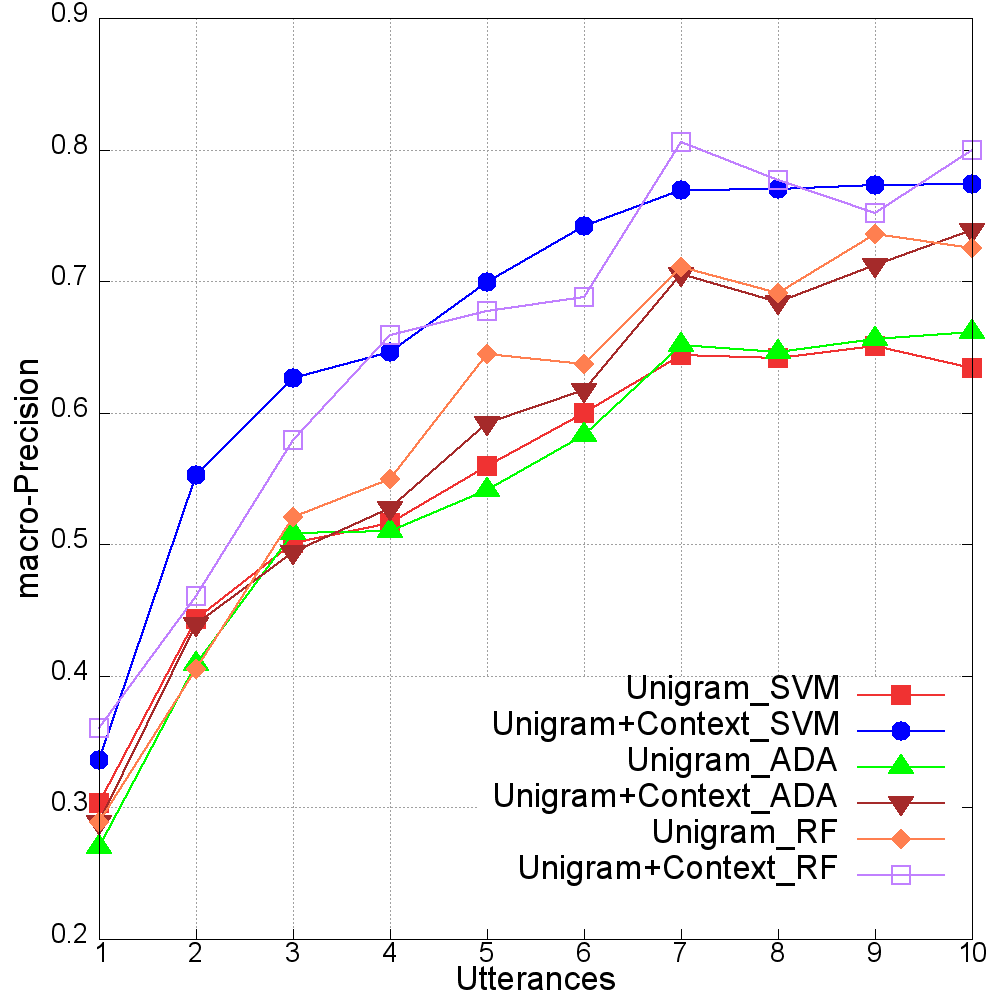 0.9
0.8
0.7
0.6
0.5
0.4
0.3
0.2
macro-Precision
Unigram_SVM
Unigram+Context_SVM
Unigram_ADA
Unigram+Context_ADA
Unigram_RF
Unigram+Context_RF
1 2 3 4 5 6 7 8 9 10
Utterances